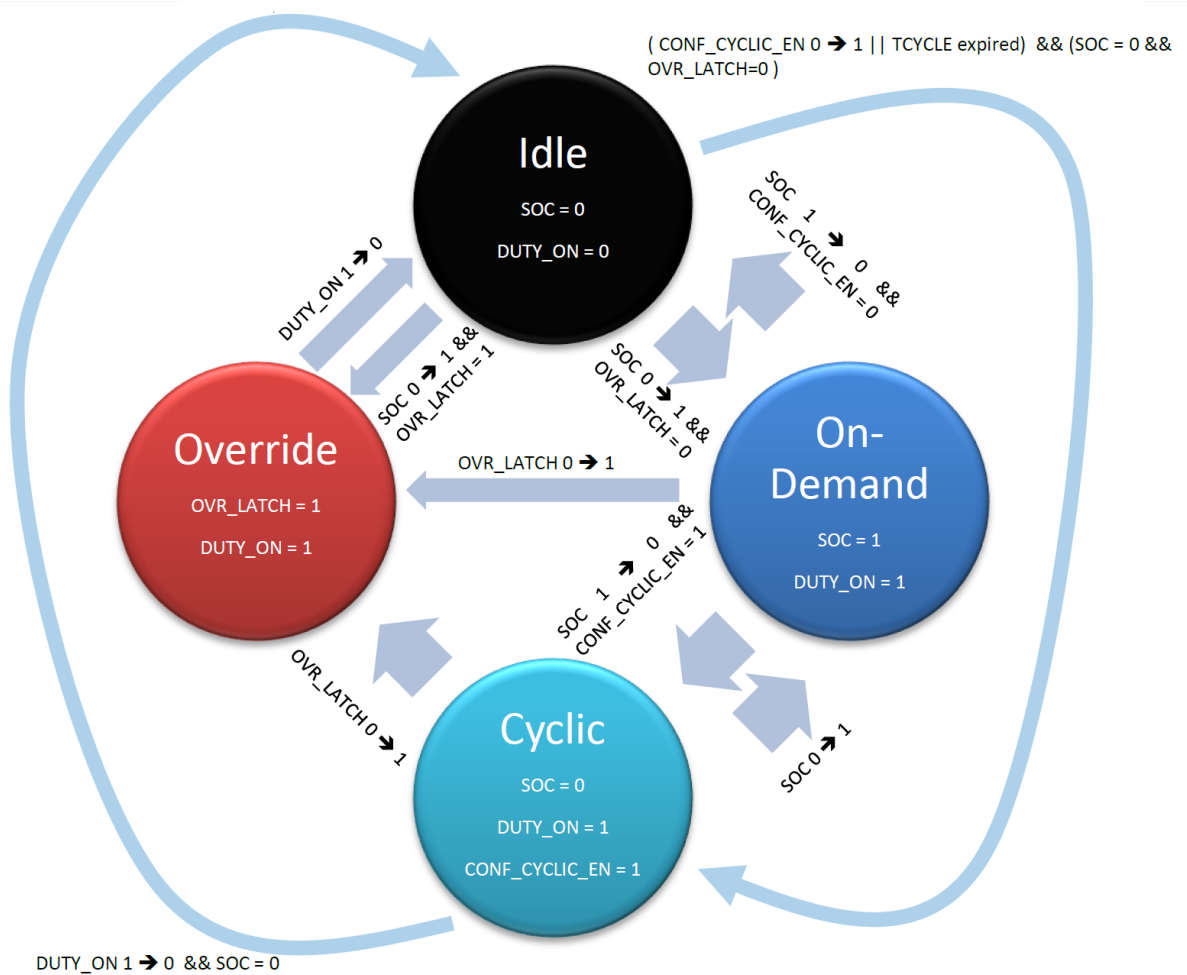 ( CONF_CYCLIC_EN 0 → 1 || TCYCLE expired) && (SOC = 0 &&
OVR_LATCH=0 )
Idle
SOC = 0
DUTY_ON = 0
SOC 1 → 0 &&
CONF_CYCLIC_EN = 0
DUTY_ON 1 → 0
SOC 0 → 1 &&
OVR_LATCH = 1
SOC 0 → 1 &&
OVR_LATCH = 0
Override
OVR_LATCH = 1
DUTY_ON = 1
OVR_LATCH 0 → 1
On-
Demand
SOC = 1
DUTY_ON = 1
SOC 1 → 0 &&
CONF_CYCLIC_EN = 1
OVR_LATCH 0 → 1
Cyclic
SOC = 0
DUTY_ON = 1
CONF_CYCLIC_EN = 1
SOC 0 → 1
DUTY_ON 1 → 0 && SOC = 0